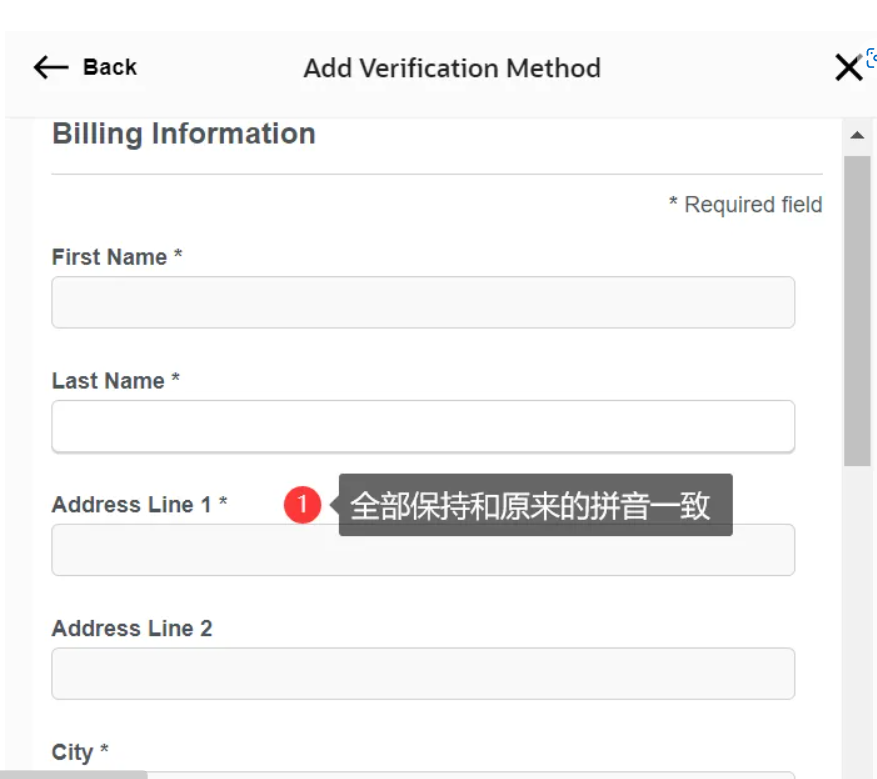 Back
Add Verification Method
Billing Information
* Required field
First Name *
Last Name *
Address Line 1 *
1
全部保持和原来的拼音一致
Address Line 2
City *